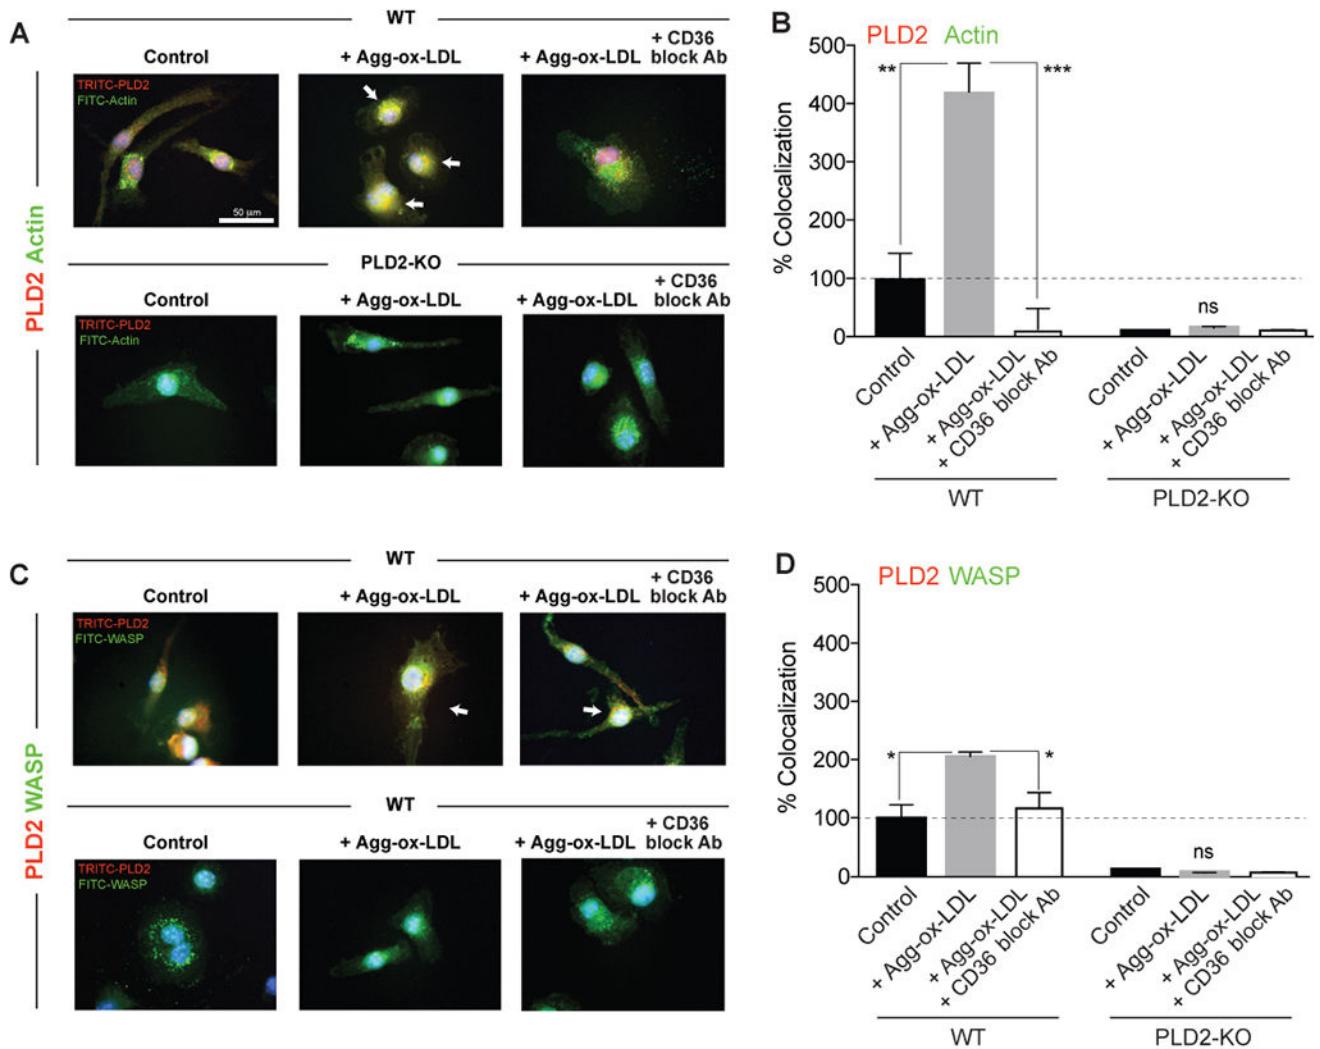 A
WT
Control
+ Agg-ox-LDL
+ Agg-ox-LDL
+ CD36
block Ab
TRITC-PLD2
FITC-Actin
50 µm
PLD2 Actin
PLD2-KO
Control
+ Agg-ox-LDL
+ Agg-ox-LDL
+ CD36
block Ab
TRITC-PLD2
FITC-Actin
B
PLD2 Actin
% Colocalization
500
400
300
200
100
0
**
***
ns
Control
+ Agg-ox-LDL
+ Agg-ox-LDL
+ CD36 block Ab
Control
+ Agg-ox-LDL
+ Agg-ox-LDL
+ CD36 block Ab
WT
PLD2-KO
C
WT
Control
+ Agg-ox-LDL
+ Agg-ox-LDL
+ CD36
block Ab
TRITC-PLD2
FITC-WASP
PLD2 WASP
WT
Control
+ Agg-ox-LDL
+ Agg-ox-LDL
+ CD36
block Ab
TRITC-PLD2
FITC-WASP
D
PLD2 WASP
% Colocalization
500
400
300
200
100
0
*
*
ns
Control
+ Agg-ox-LDL
+ Agg-ox-LDL
+ CD36 block Ab
Control
+ Agg-ox-LDL
+ Agg-ox-LDL
+ CD36 block Ab
WT
PLD2-KO